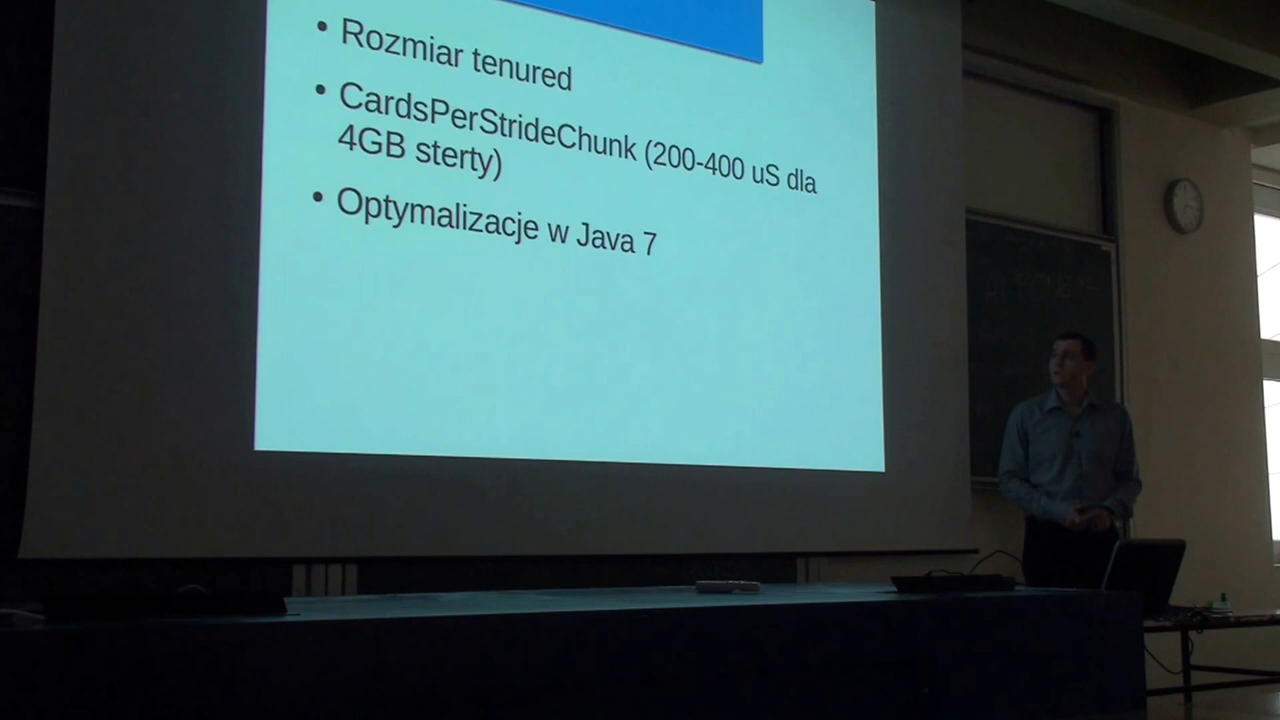 • Rozmiar tenured
• CardsPerStrideChunk (200-400 uS dla
4GB sterty)
• Optymalizacje w Java 7